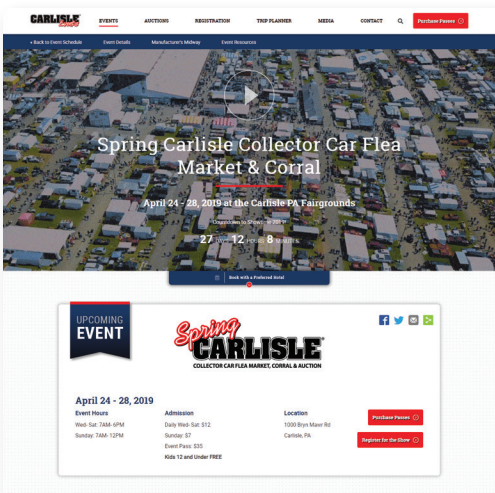 CARLISLE
EVENTS AUCTIONS REGISTRATION TRIP PLANNER MEDIA CONTACT Purchase Passes
Back to Event Schedule Event Details Manufacturer's Midway Event Resources
Spring Carlisle Collector Car Flea
Market & Corral
April 24 - 28, 2019 at the Carlisle PA Fairgrounds
27 DAYS 12 HOURS 8 MINUTES
Book with a Preferred Hotel
UPCOMING
EVENT
Spring
CARLISLE
COLLECTOR CAR FLEA MARKET, CORRAL & AUCTION
April 24 - 28, 2019
Event Hours Admission Location
Wed- Sat: 7AM- 6PM Daily Wed- Sat: $12 1000 Bryn Mawr Rd
Sunday: 7AM- 12PM Sunday: $7 Carlisle, PA
Event Pass: $35
Kids 12 and Under FREE
Purchase Passes
Register for the Show